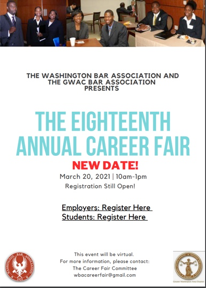 THE WASHINGTON BAR ASSOCIATION AND
THE GWAC BAR ASSOCIATION
PRESENTS
THE EIGHTEENTH
ANNUAL CAREER FAIR
NEW DATE!
March 20, 2021 | 10am-1pm
Registration Still Open!
Employers: Register Here
Students: Register Here
This event will be virtual.
For more information, please contact:
The Career Fair Committee
wbacareerfair@gmail.com